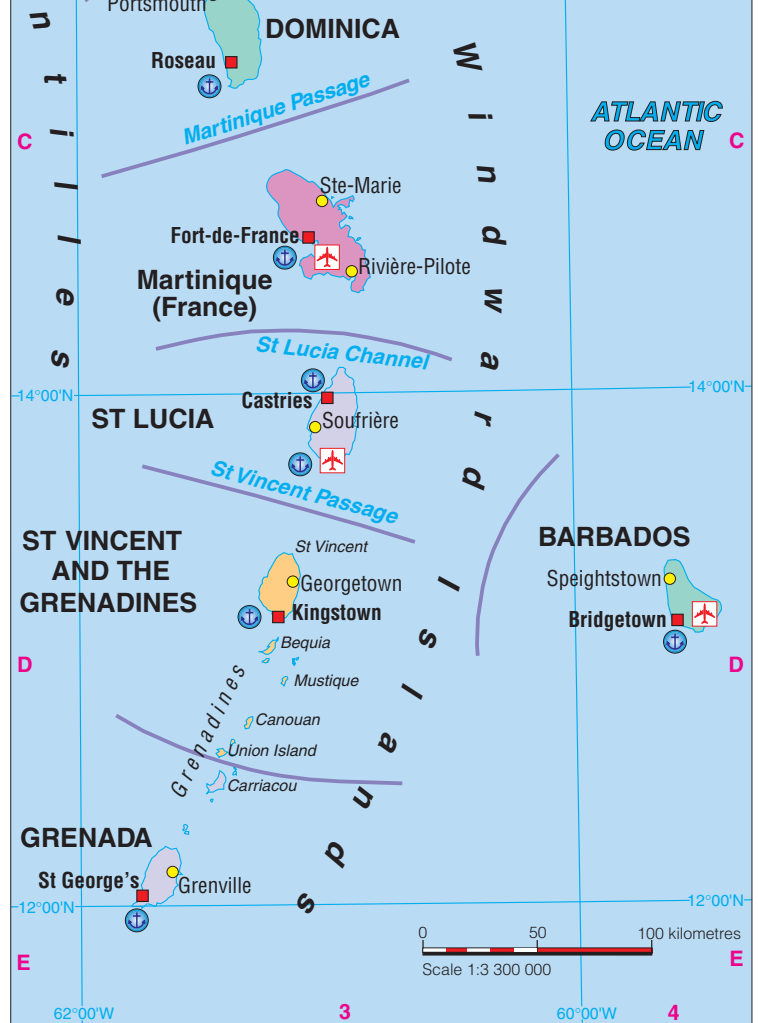 Portsmouth
DOMINICA
Roseau
Martinique Passage
ATLANTIC
OCEAN
C
C
ntilles
Windward Islands
Ste-Marie
Fort-de-France
Rivière-Pilote
Martinique
(France)
St Lucia Channel
14°00'N
14°00'N
Castries
ST LUCIA
Soufrière
St Vincent Passage
ST VINCENT
AND THE
GRENADINES
St Vincent
Georgetown
Kingstown
BARBADOS
Speightstown
Bridgetown
Bequia
D
D
Mustique
Grenadines
Canouan
Union Island
Carriacou
GRENADA
St George's
Grenville
12°00'N
12°00'N
0 50 100 kilometres
Scale 1:3 300 000
E
E
62°00'W
3
60°00'W
4